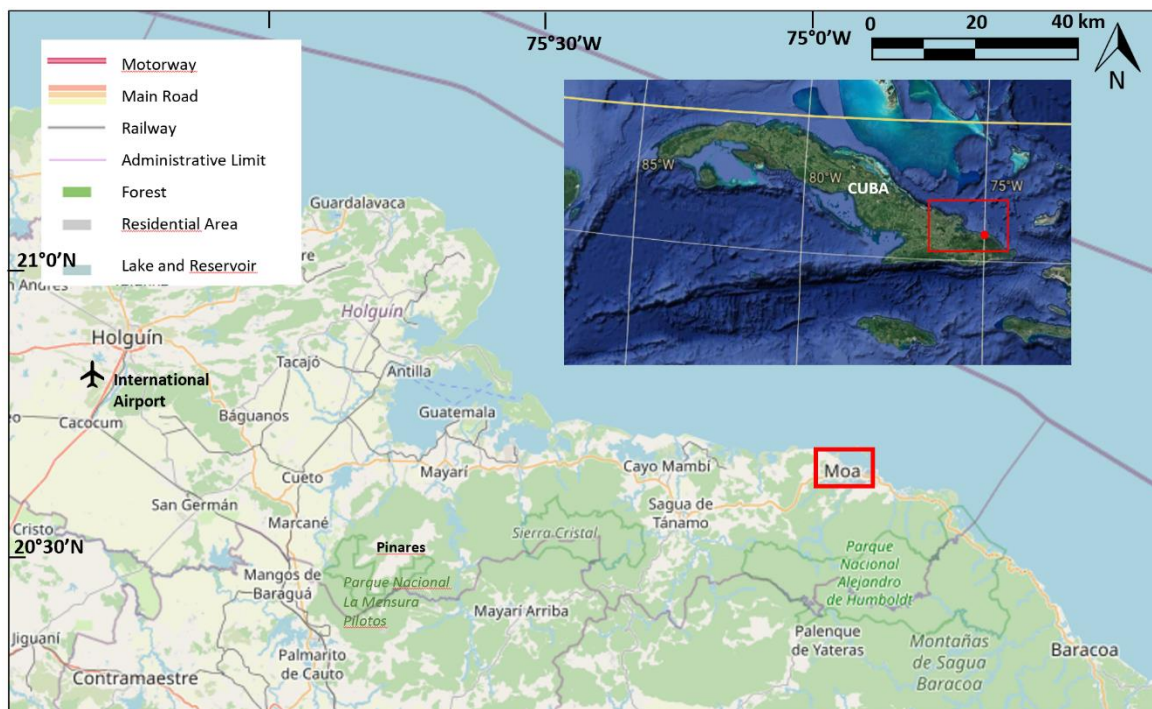 75°30'W
75°0'W
0
20
40 km
N
Motorway
Main Road
Railway
Administrative Limit
Forest
Residential Area
Lake and Reservoir
85°W
80°W
CUBA
75°W
21°0'N
20°30'N
Guardalavaca
Holguín
Holguín
International
Airport
Tacajó
Antilla
Cacocum
Báguanos
Guatemala
Cueto
Mayarí
Cayo Mambí
Moa
San Germán
Sagua de
Tánamo
Marcané
Sierra Cristal
Cristo
Pinares
Parque
Nacional
Alejandro
de Humboldt
Mangos de
Baraguá
Parque Nacional
La Mensura
Pilotos
Mayarí Arriba
Jiguaní
Palenque
de Yateras
Montañas
de Sagua
Baracoa
Baracoa
Palmarito
de Cauto
Contramaestre